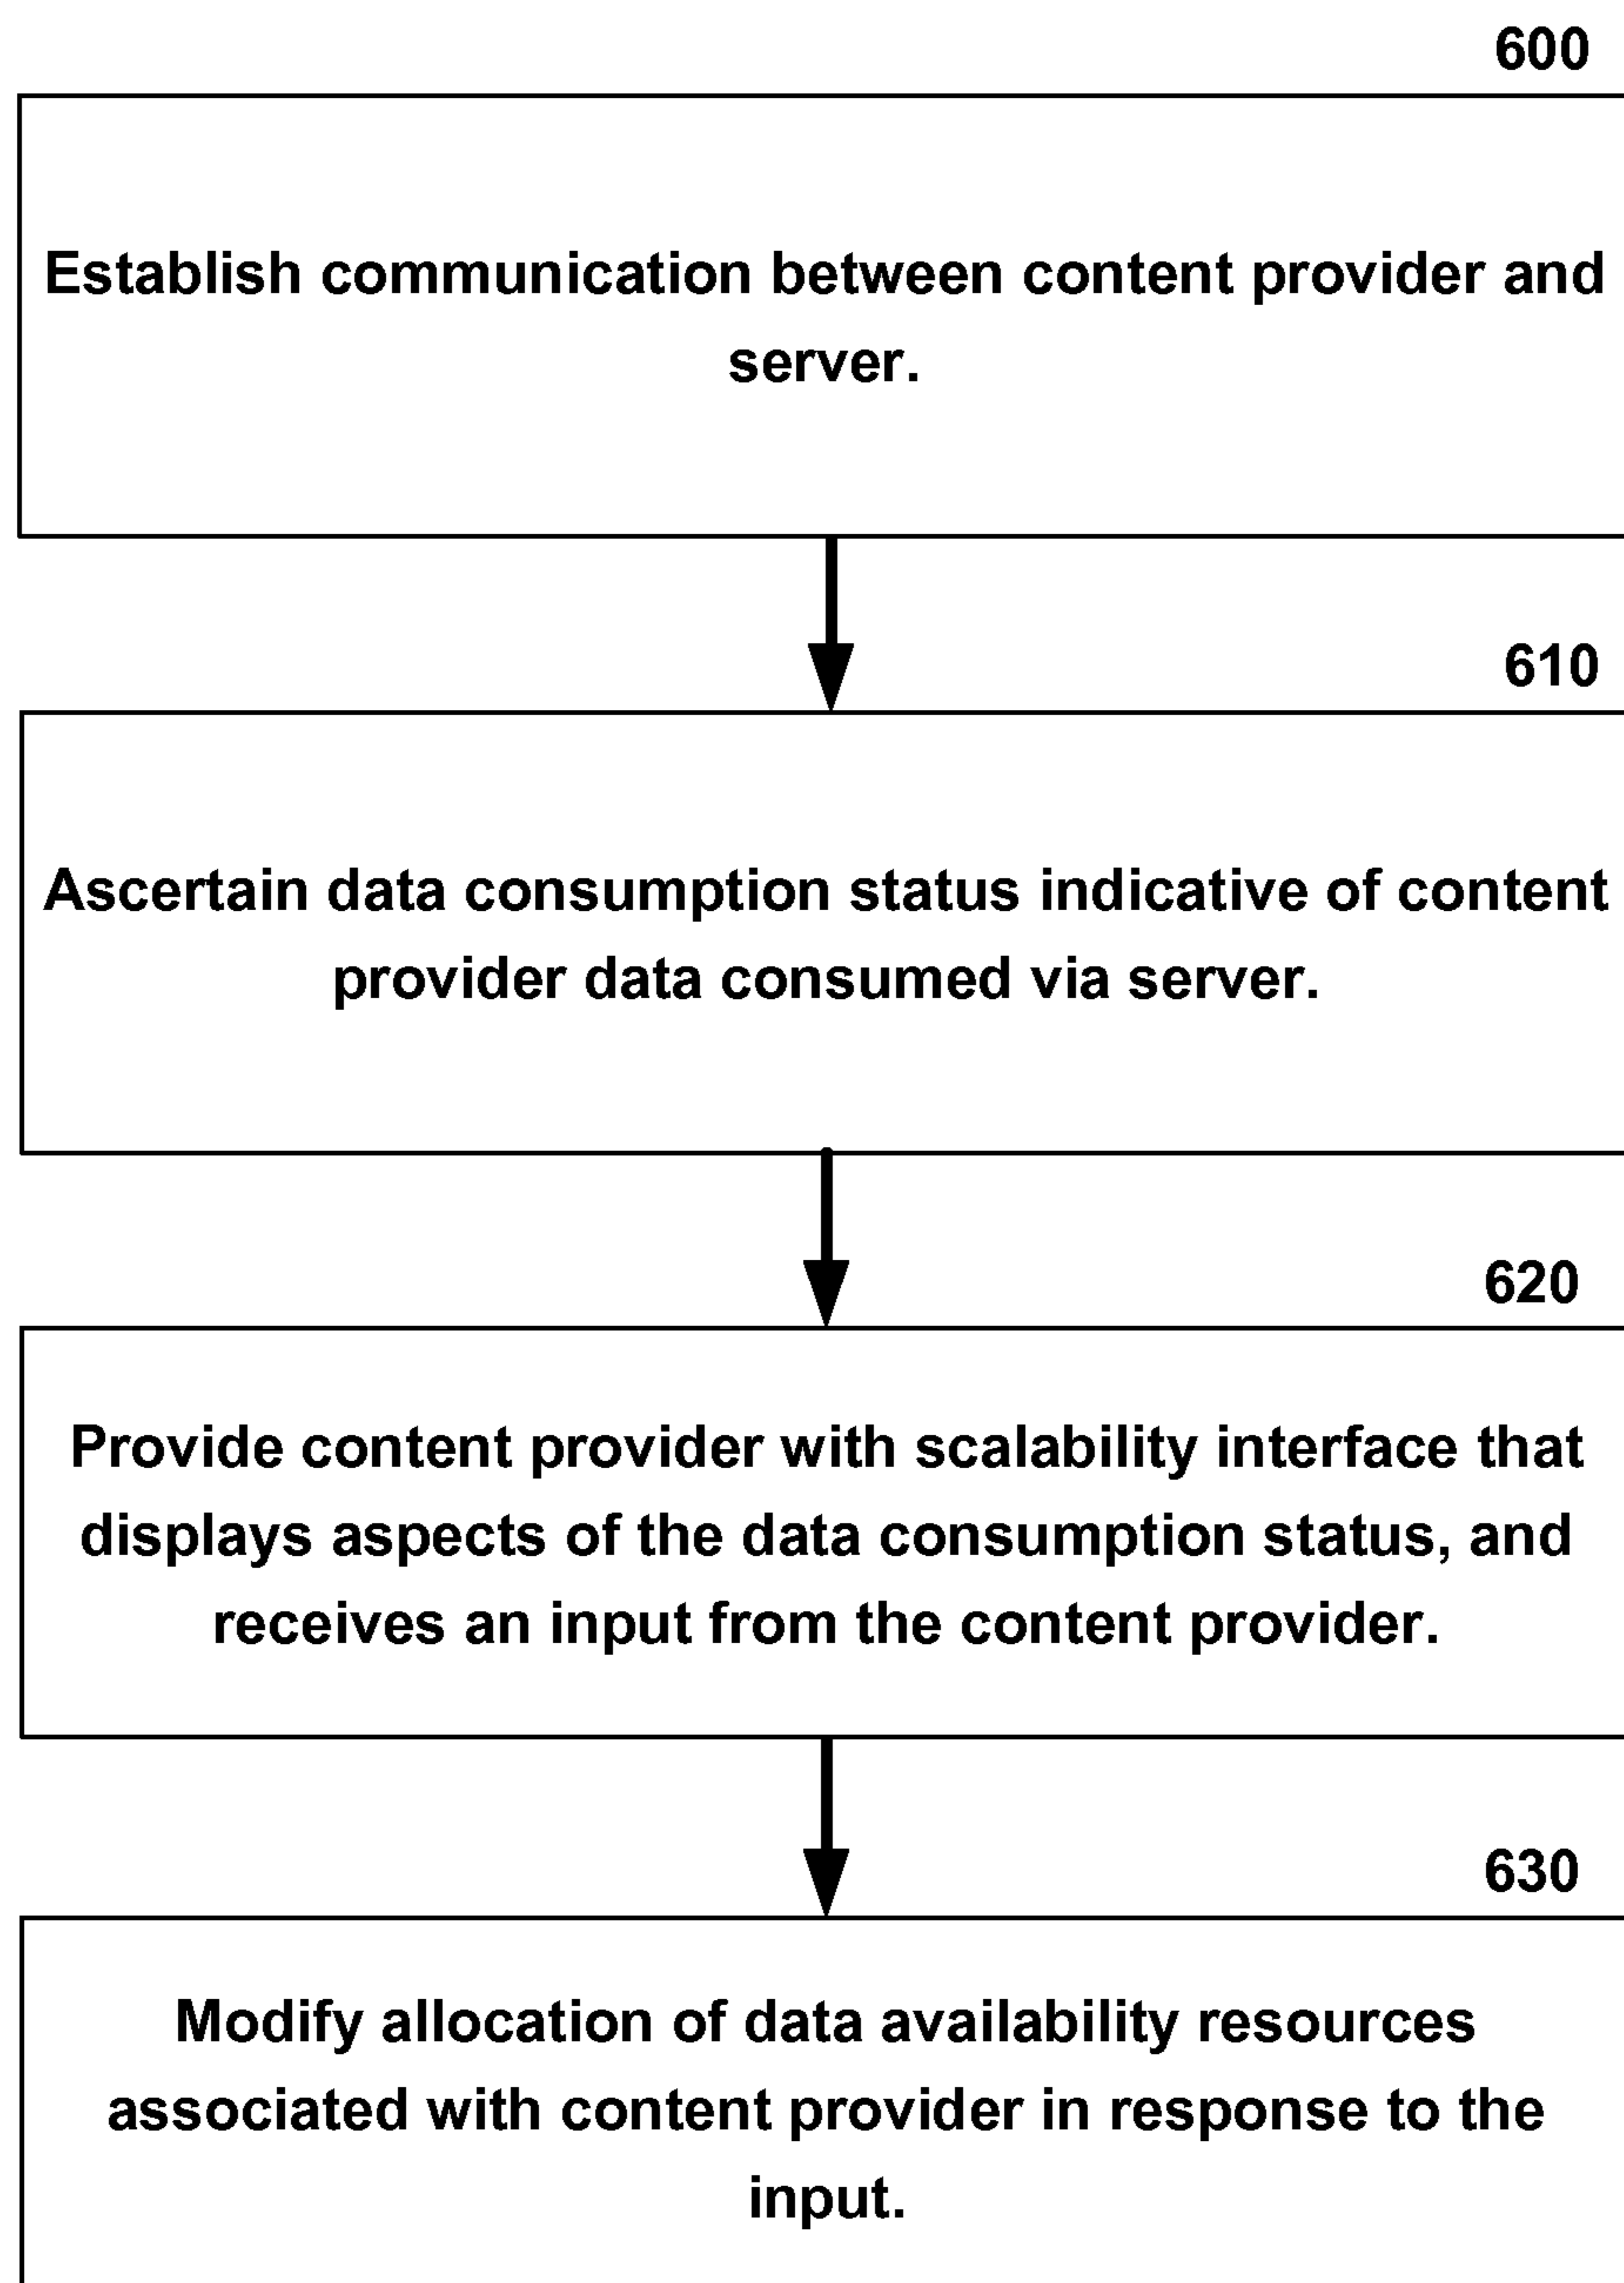 600
Establish communication between content provider and
server.
610
Ascertain data consumption status indicative of content
provider data consumed via server.
620
Provide content provider with scalability interface that
displays aspects of the data consumption status, and
receives an input from the content provider.
630
Modify allocation of data availability resources
associated with content provider in response to the
input.